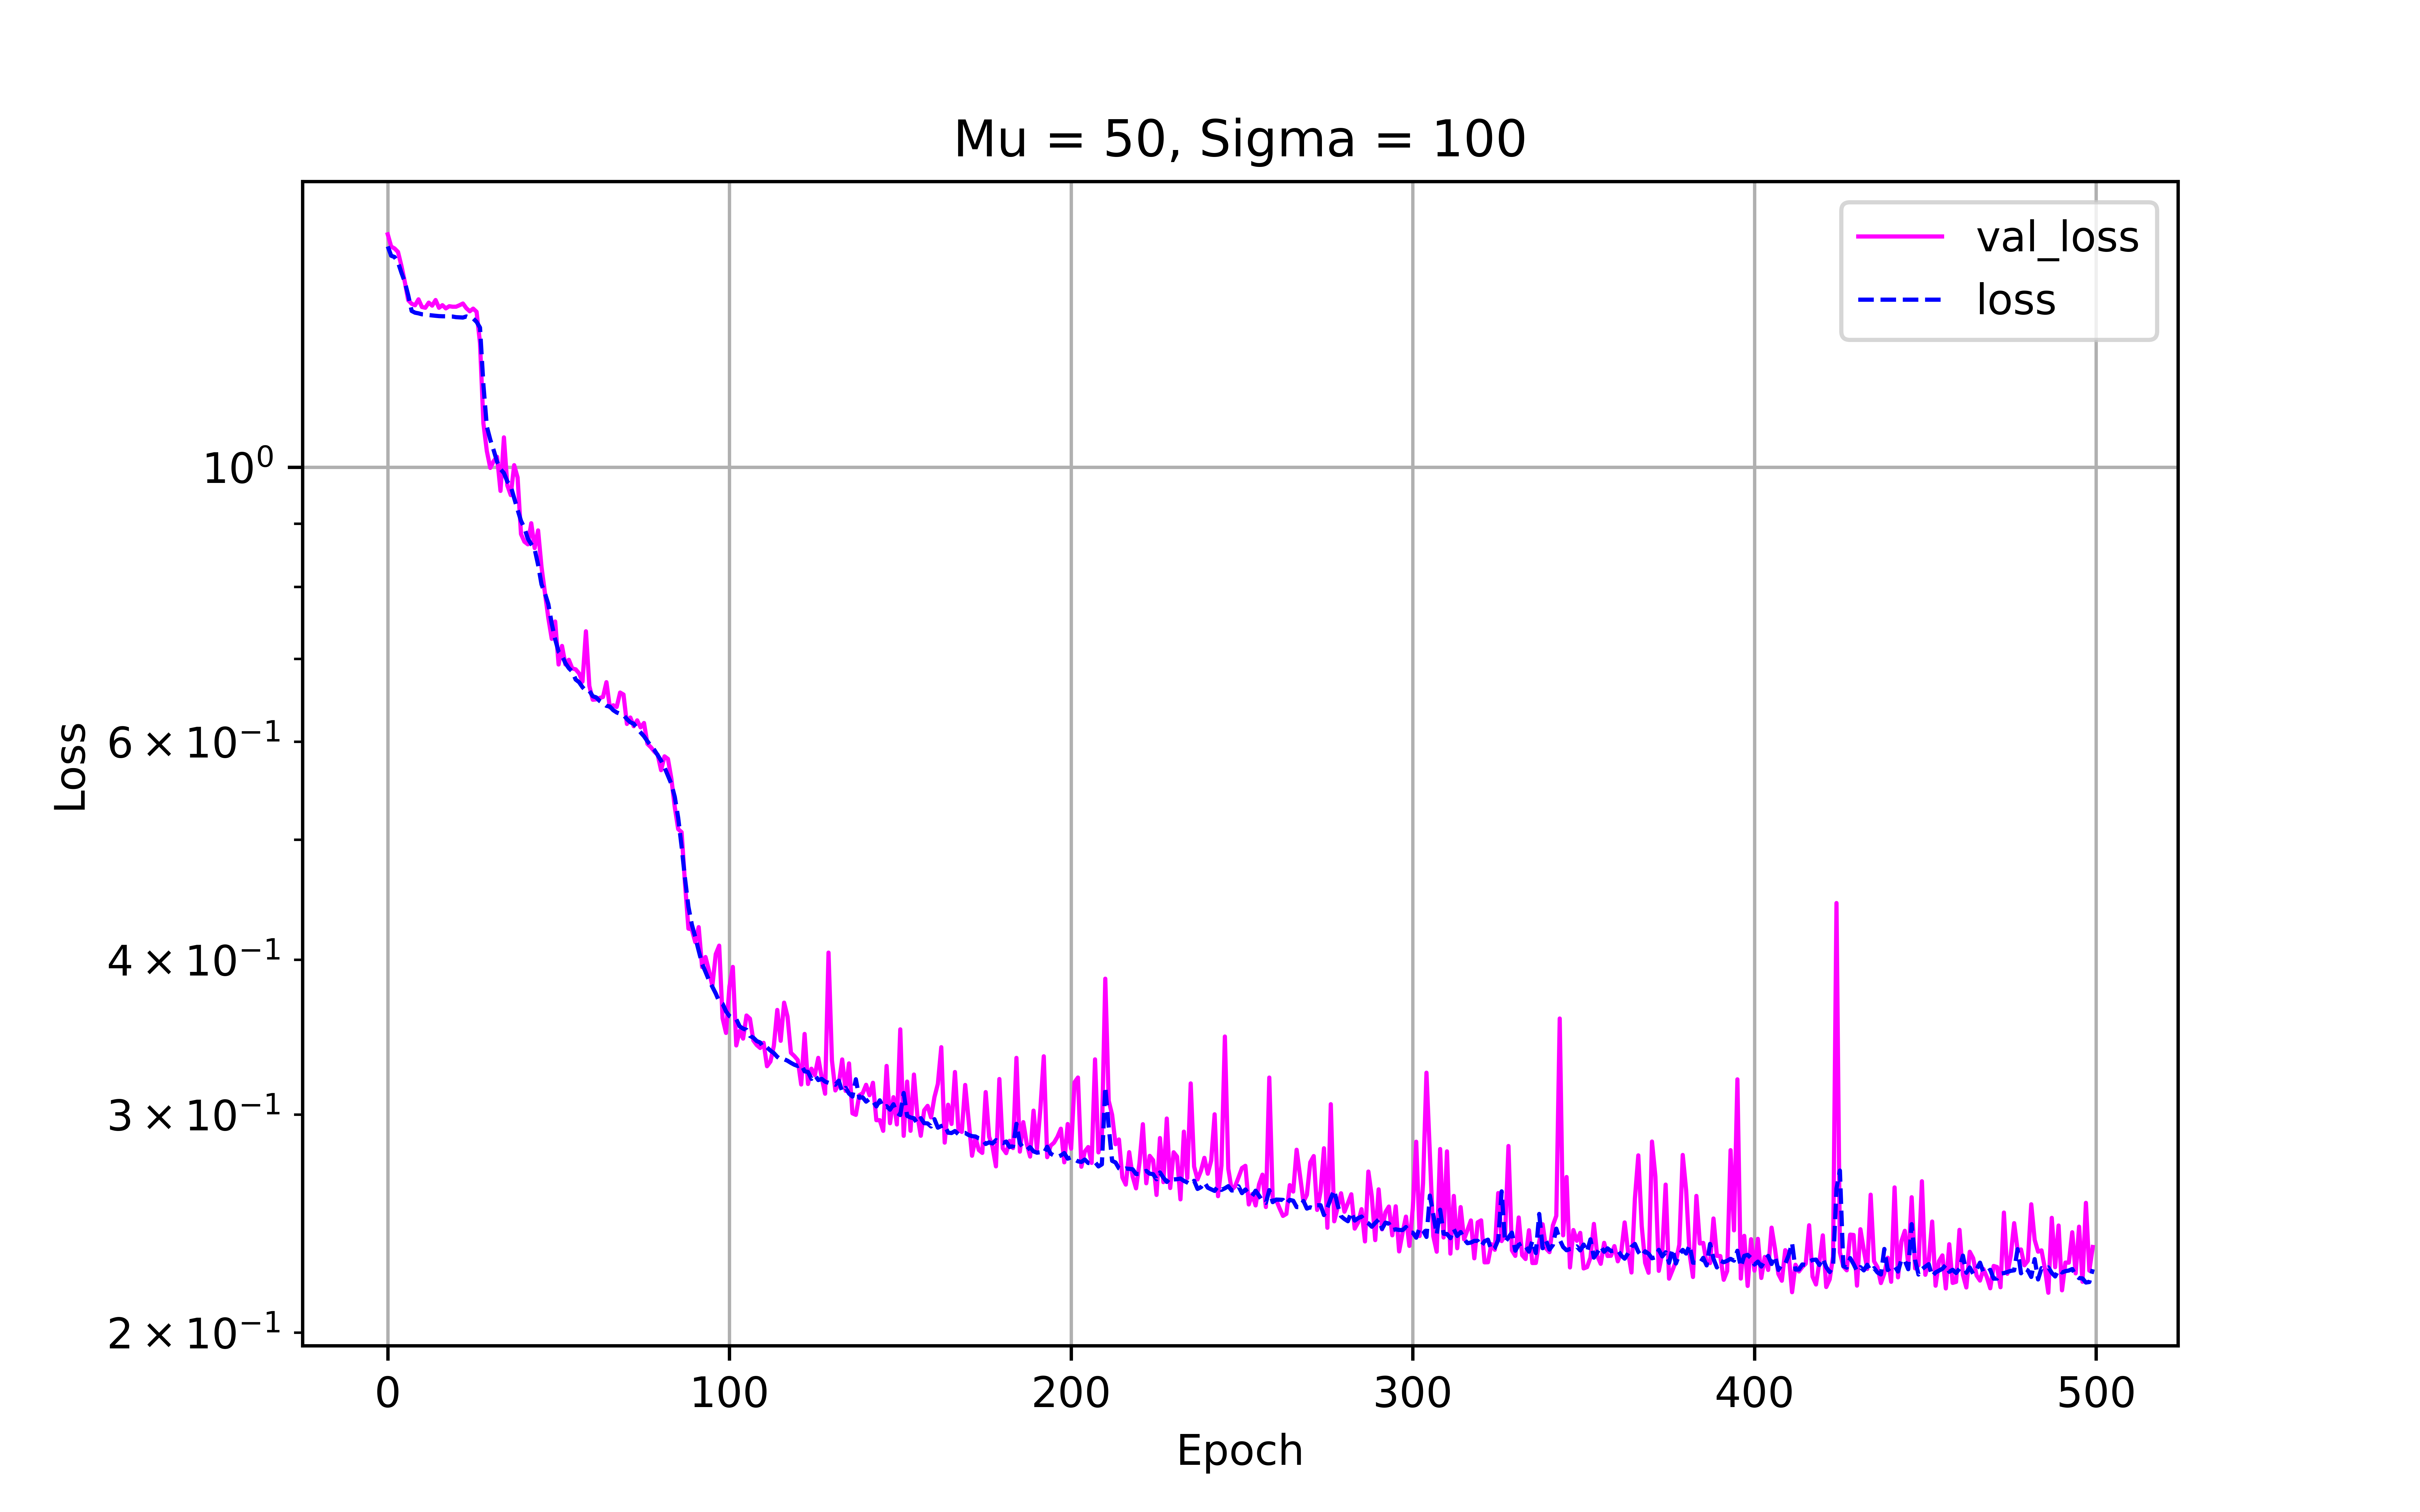 Mu = 50, Sigma = 100
val_loss
loss
10⁰
6 × 10⁻¹
4 × 10⁻¹
3 × 10⁻¹
2 × 10⁻¹
Loss
0 100 200 300 400 500
Epoch